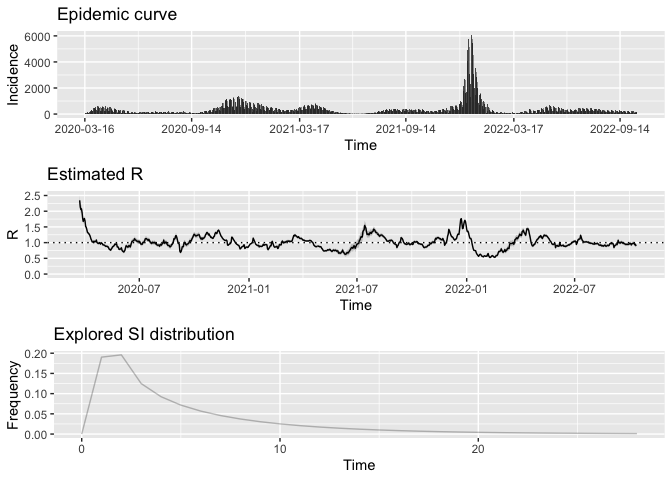 Epidemic curve
Incidence
6000
4000
2000
0
2020-03-16 2020-09-14 2021-03-17 2021-09-14 2022-03-17 2022-09-14
Time
Estimated R
R
2.5
2.0
1.5
1.0
0.5
0.0
2020-07 2021-01 2021-07 2022-01 2022-07
Time
Explored SI distribution
Frequency
0.20
0.15
0.10
0.05
0.00
0 10 20
Time